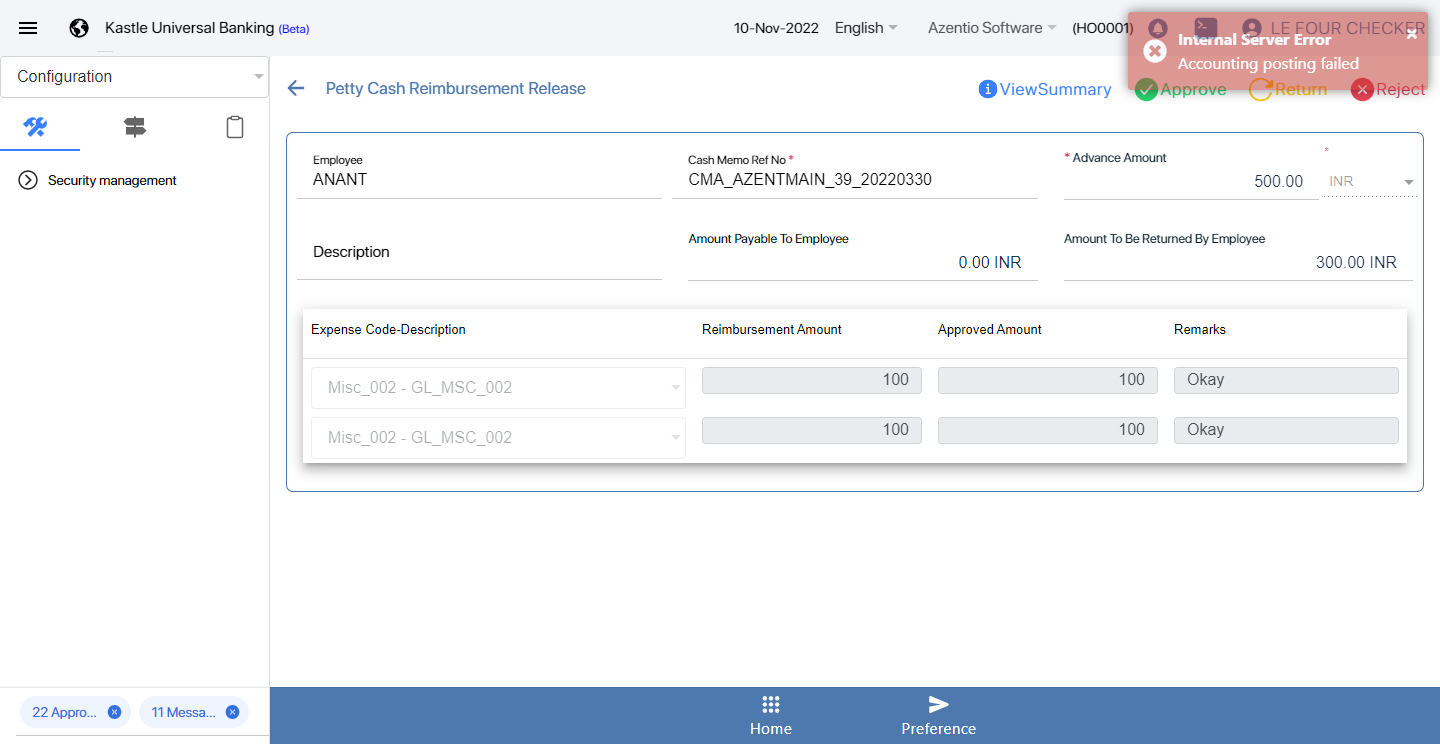 Kastle Universal Banking (Beta)
10-Nov-2022 English Azentio Software (HO0001) LE FOUR CHECKER
Internal Server Error
Accounting posting failed
Configuration
Petty Cash Reimbursement Release
ViewSummary Approve Return Reject
Security management
Employee
ANANT
Cash Memo Ref No *
CMA_AZENTMAIN_39_20220330
* Advance Amount
500.00
*
INR
Description
Amount Payable To Employee
0.00 INR
Amount To Be Returned By Employee
300.00 INR
Expense Code-Description Reimbursement Amount Approved Amount Remarks
Misc_002 - GL_MSC_002 100 100 Okay
Misc_002 - GL_MSC_002 100 100 Okay
22 Appro... 11 Messa...
Home Preference